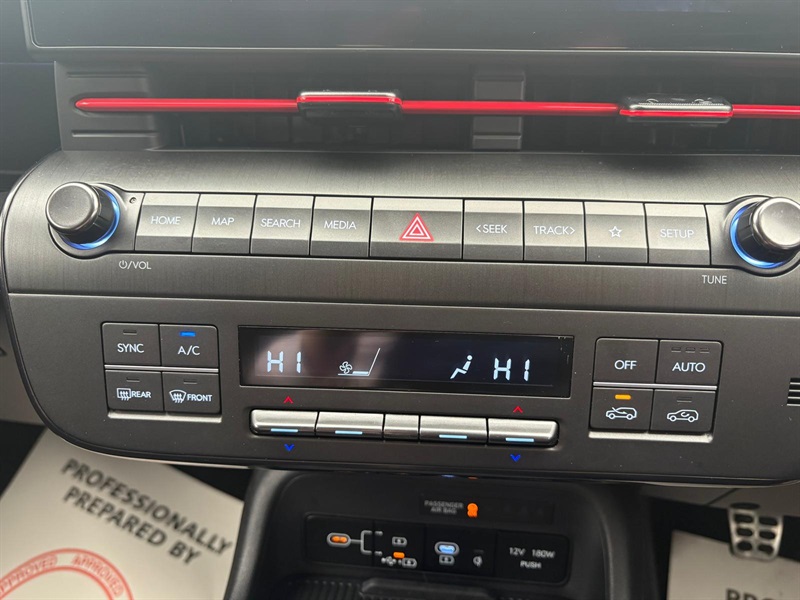 HOME MAP SEARCH MEDIA <SEEK TRACK> SETUP
/VOL
TUNE
SYNC A/C
REAR FRONT
HI HI
OFF AUTO
PASSENGER
AIR BAG
12V 180W
PUSH
PROFESSIONALLY
PREPARED BY
APPROVED APPROVED